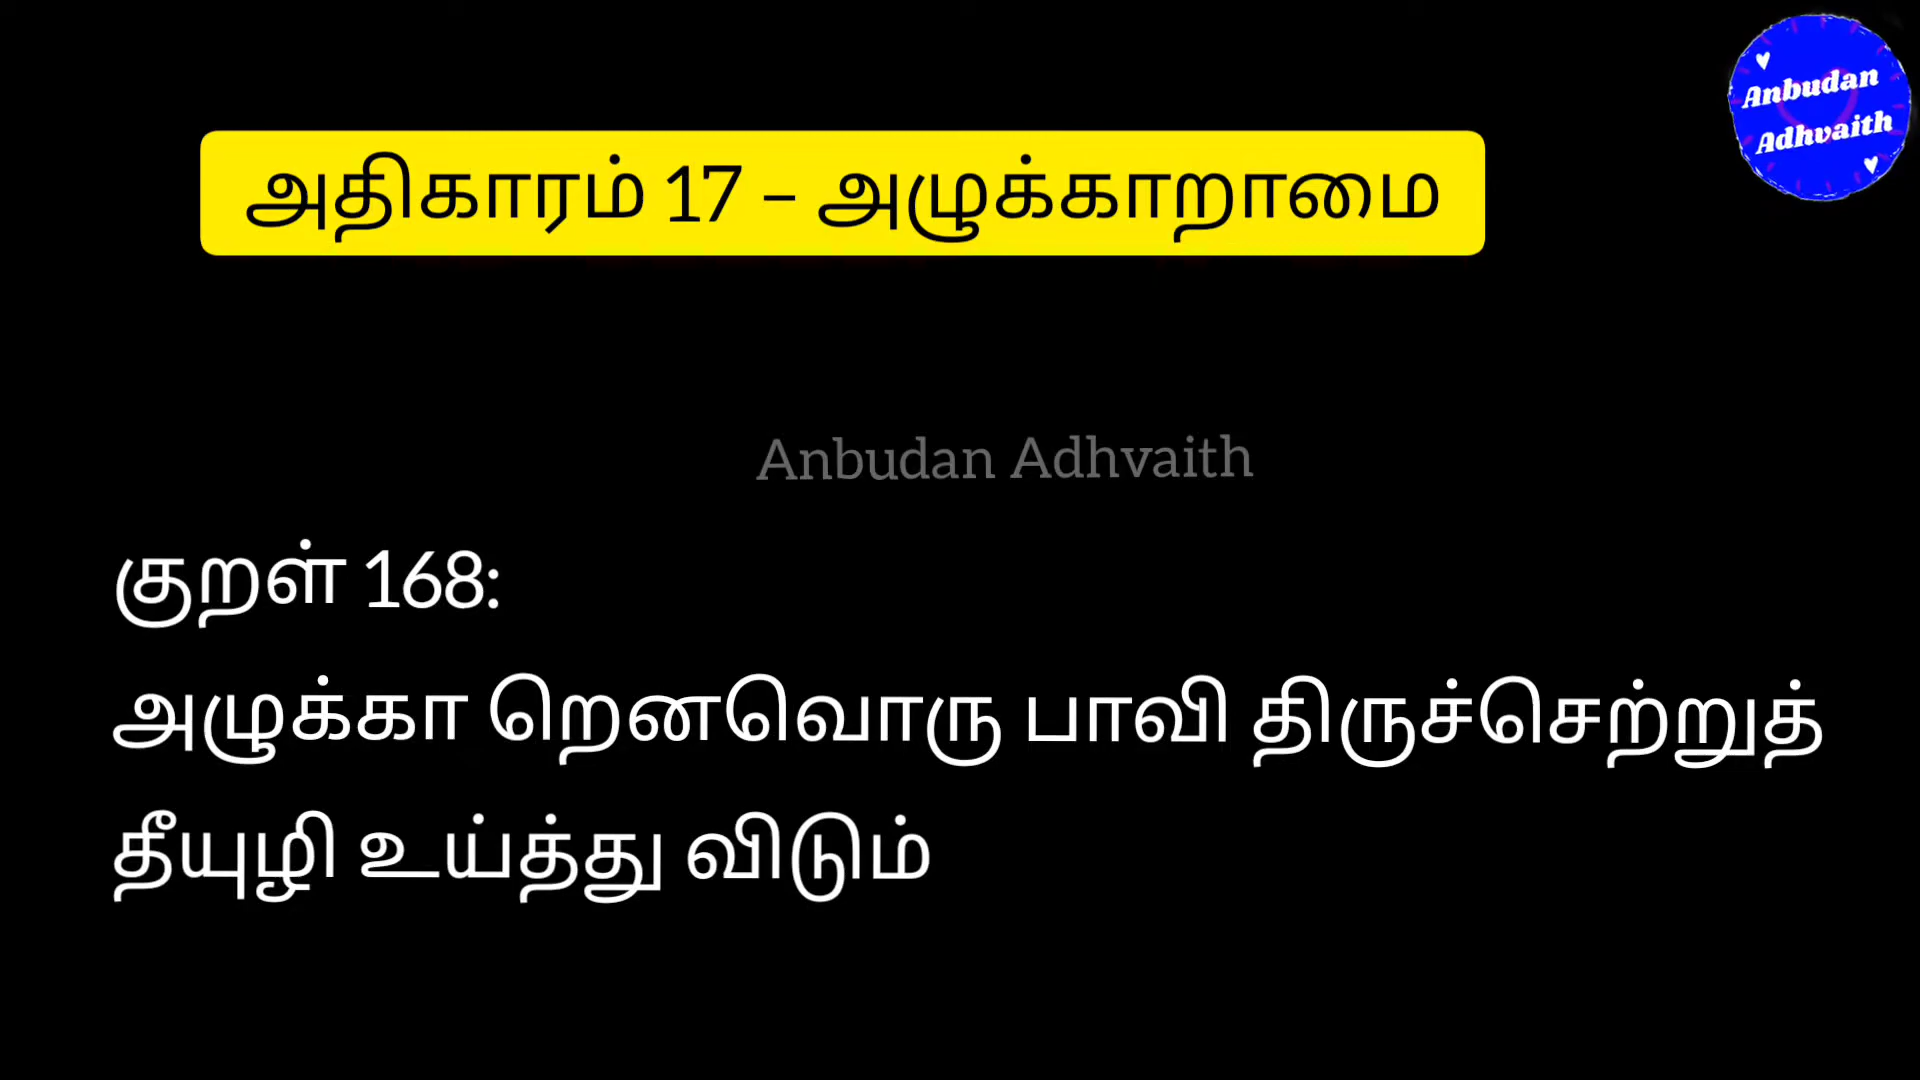 Anbudan
Adhvaith
அதிகாரம் 17 – அழுக்காறாமை
Anbudan Adhvaith
குறள் 168:
அழுக்கா றெனவொரு பாவி திருச்செற்றுத்
தீயுழி உய்த்து விடும்